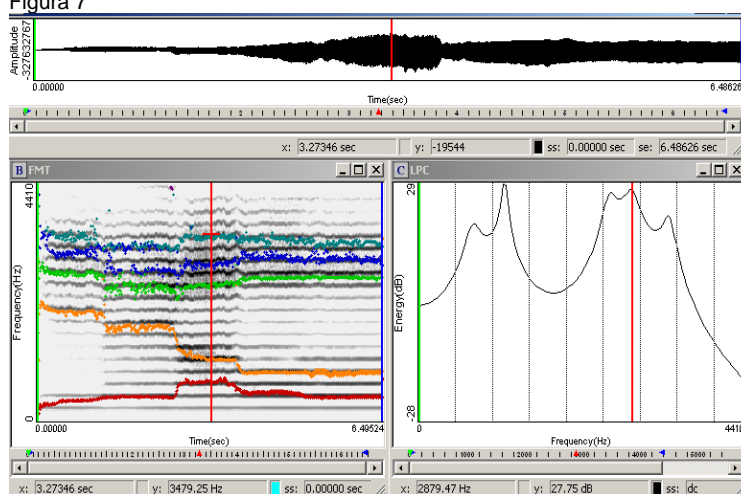 Figura 7
Amplitude
-32763 32767
0.00000
6.48626
Time(sec)
x: 3.27346 sec y: -19544 ss: 0.00000 sec se: 6.48626 sec
B FMT
4410
Frequency(Hz)
0
0.00000
6.49524
Time(sec)
x: 3.27346 sec y: 3479.25 Hz ss: 0.00000 sec
C LPC
29
Energy(dB)
-28
0
4410
Frequency(Hz)
x: 2879.47 Hz y: 27.75 dB ss: dc